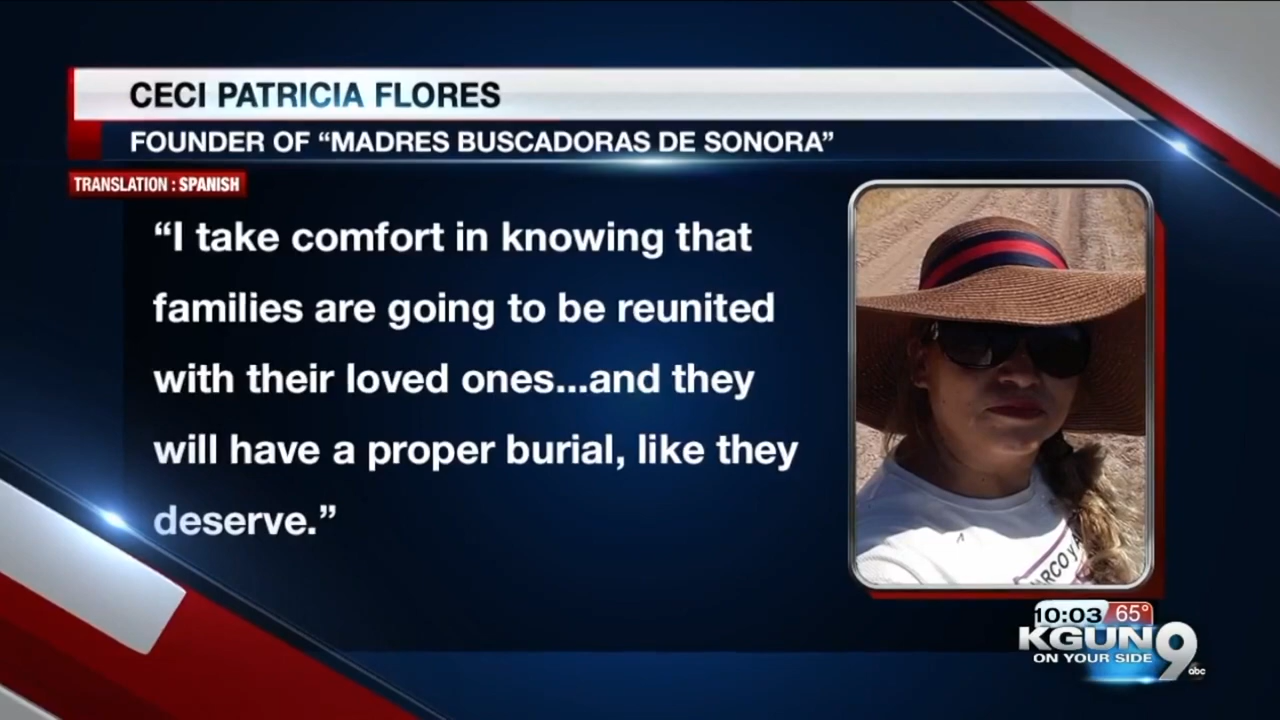 CECI PATRICIA FLORES
FOUNDER OF “MADRES BUSCADORAS DE SONORA”
TRANSLATION : SPANISH
“I take comfort in knowing that
families are going to be reunited
with their loved ones...and they
will have a proper burial, like they
deserve.”
ARCO Y A
10:03 65°
KGUN 9
ON YOUR SIDE
abc